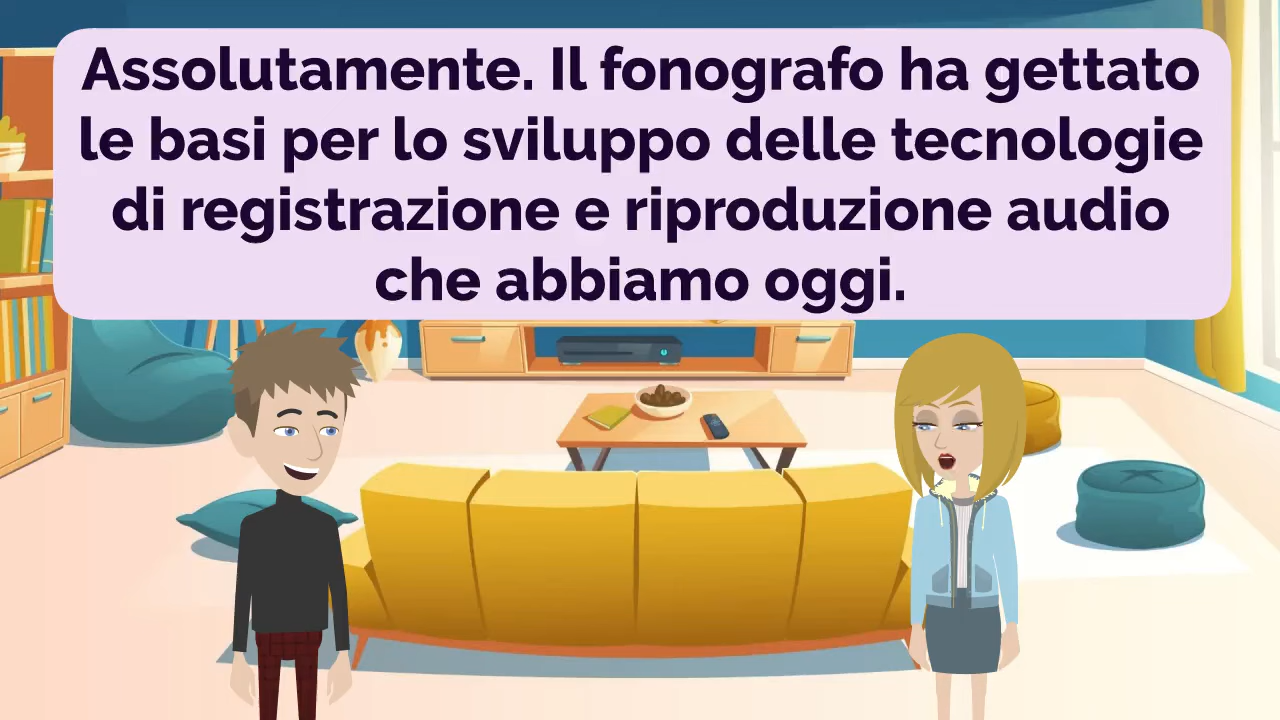 Assolutamente. Il fonografo ha gettato
le basi per lo sviluppo delle tecnologie
di registrazione e riproduzione audio
che abbiamo oggi.